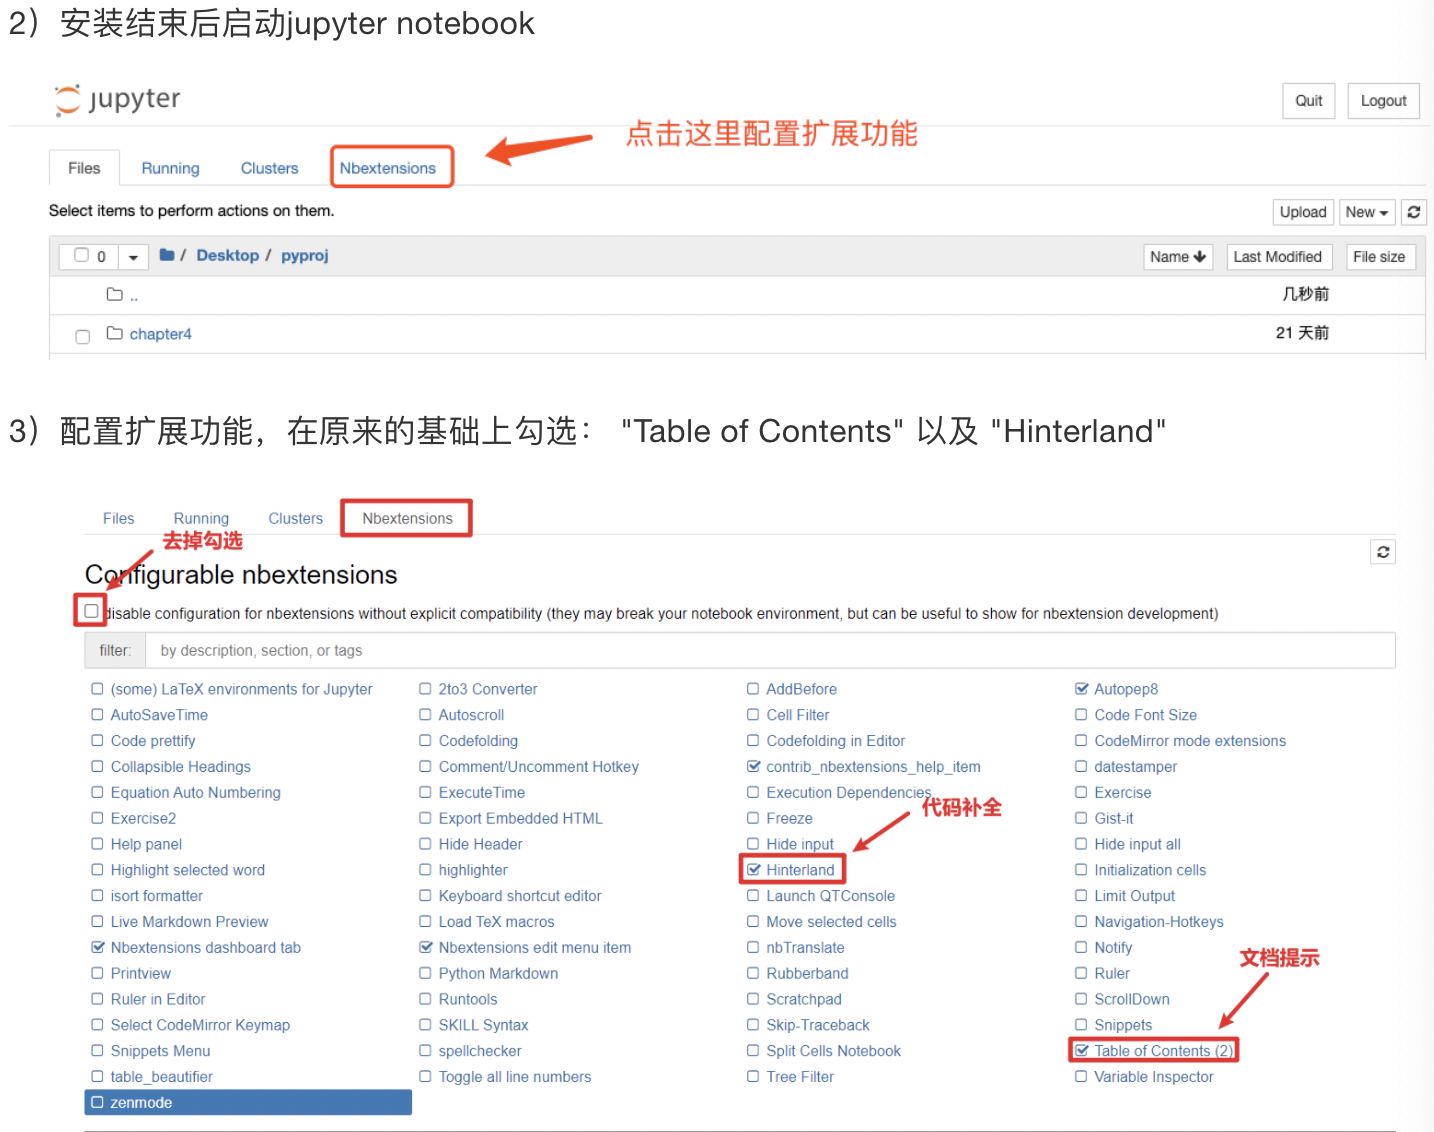 2）安装结束后启动jupyter notebook
jupyter
Quit
Logout
点击这里配置扩展功能
Files
Running
Clusters
Nbextensions
Select items to perform actions on them.
Upload
New
0
/ Desktop / pyproj
Name
Last Modified
File size
..
几秒前
chapter4
21 天前
3）配置扩展功能，在原来的基础上勾选： "Table of Contents" 以及 "Hinterland"
Files
Running
Clusters
Nbextensions
去掉勾选
Configurable nbextensions
disable configuration for nbextensions without explicit compatibility (they may break your notebook environment, but can be useful to show for nbextension development)
filter:
by description, section, or tags
(some) LaTeX environments for Jupyter
2to3 Converter
AddBefore
Autopep8
AutoSaveTime
Autoscroll
Cell Filter
Code Font Size
Code prettify
Codefolding
Codefolding in Editor
CodeMirror mode extensions
Collapsible Headings
Comment/Uncomment Hotkey
contrib_nbextensions_help_item
datestamper
Equation Auto Numbering
ExecuteTime
Execution Dependencies
Exercise
代码补全
Exercise2
Export Embedded HTML
Freeze
Gist-it
Help panel
Hide Header
Hide input
Hide input all
Highlight selected word
highlighter
Hinterland
Initialization cells
isort formatter
Keyboard shortcut editor
Launch QTConsole
Limit Output
Live Markdown Preview
Load TeX macros
Move selected cells
Navigation-Hotkeys
Nbextensions dashboard tab
Nbextensions edit menu item
nbTranslate
Notify
文档提示
Printview
Python Markdown
Rubberband
Ruler
Ruler in Editor
Runtools
Scratchpad
ScrollDown
Select CodeMirror Keymap
SKILL Syntax
Skip-Traceback
Snippets
Snippets Menu
spellchecker
Split Cells Notebook
Table of Contents (2)
table_beautifier
Toggle all line numbers
Tree Filter
Variable Inspector
zenmode